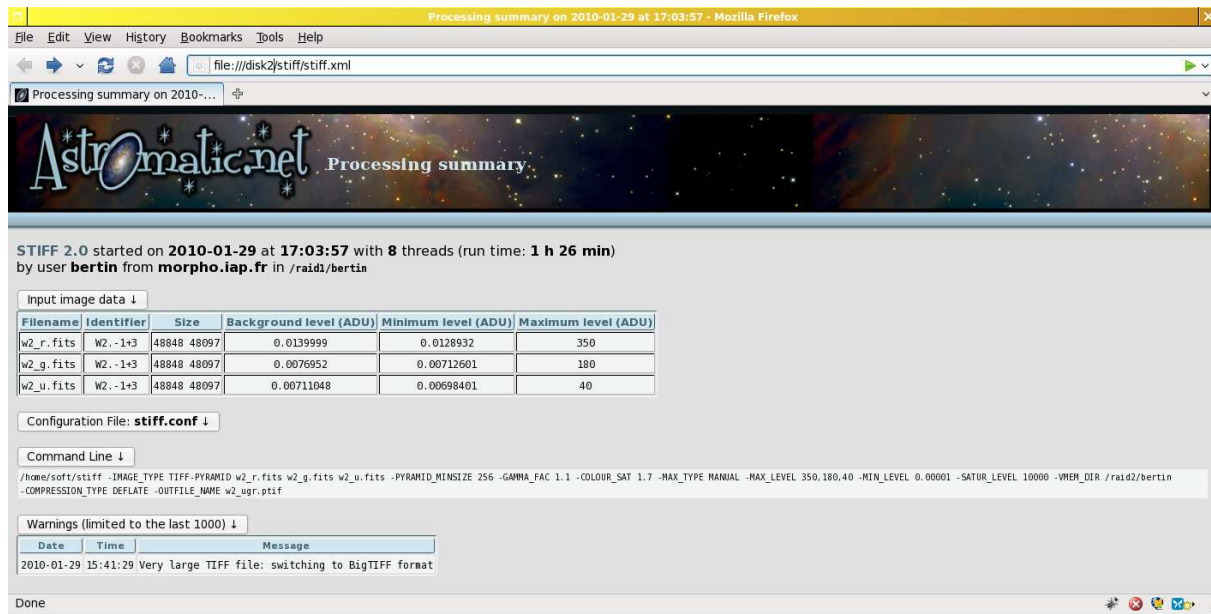 Processing summary on 2010-01-29 at 17:03:57 - Mozilla Firefox
File Edit View History Bookmarks Tools Help
file:///disk2/stiff/stiff.xml
Processing summary on 2010-...
Astromatic.net Processing summary
STIFF 2.0 started on 2010-01-29 at 17:03:57 with 8 threads (run time: 1 h 26 min)
by user bertin from morpho.iap.fr in /raid1/bertin
Input image data ↓
Filename Identifier Size Background level (ADU) Minimum level (ADU) Maximum level (ADU)
w2_r.fits W2.-1+3 48848 48097 0.0139999 0.0128932 350
w2_g.fits W2.-1+3 48848 48097 0.0076952 0.00712601 180
w2_u.fits W2.-1+3 48848 48097 0.00711048 0.00698401 40
Configuration File: stiff.conf ↓
Command Line ↓
/home/soft/stiff -IMAGE_TYPE TIFF-PYRAMID w2_r.fits w2_g.fits w2_u.fits -PYRAMID_MINSIZE 256 -GAMMA_FAC 1.1 -COLOUR_SAT 1.7 -MAX_TYPE MANUAL -MAX_LEVEL 350,180,40 -MIN_LEVEL 0.00001 -SATUR_LEVEL 10000 -VMEM_DIR /raid2/bertin
-COMPRESSION_TYPE DEFLATE -OUTFILE_NAME w2_ugr.ptif
Warnings (limited to the last 1000) ↓
Date Time Message
2010-01-29 15:41:29 Very large TIFF file: switching to BigTIFF format
Done